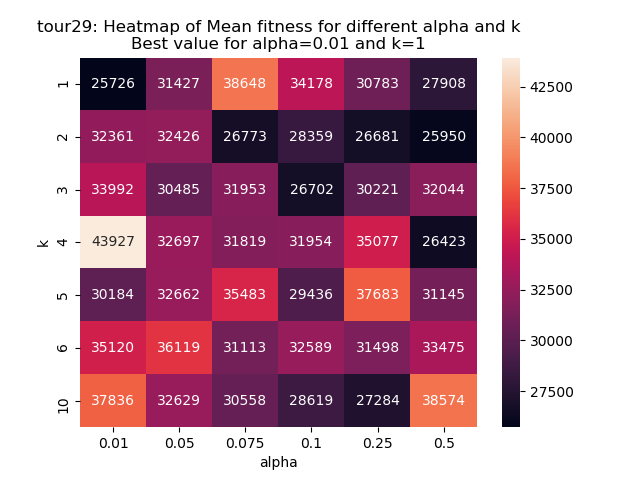 tour29: Heatmap of Mean fitness for different alpha and k
Best value for alpha=0.01 and k=1
1 25726 31427 38648 34178 30783 27908
2 32361 32426 26773 28359 26681 25950
3 33992 30485 31953 26702 30221 32044
k
4 43927 32697 31819 31954 35077 26423
5 30184 32662 35483 29436 37683 31145
6 35120 36119 31113 32589 31498 33475
10 37836 32629 30558 28619 27284 38574
0.01 0.05 0.075 0.1 0.25 0.5
alpha
42500
40000
37500
35000
32500
30000
27500